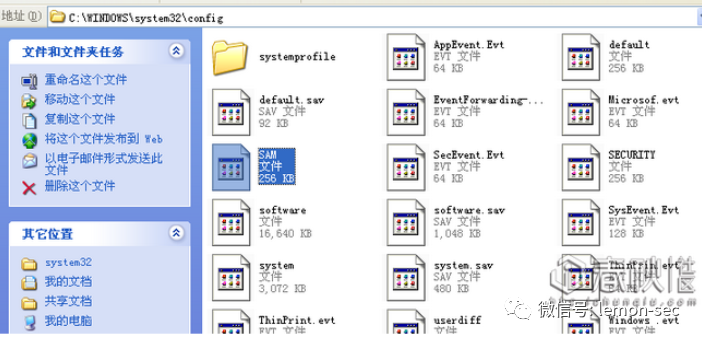 地址(D) C:\WINDOWS\system32\config
文件和文件夹任务
重命名这个文件
移动这个文件
复制这个文件
将这个文件发布到 Web
以电子邮件形式发送此
文件
删除这个文件
其它位置
system32
我的文档
共享文档
我的电脑
systemprofile
AppEvent.Evt
EVT 文件
64 KB
default
文件
256 KB
default.sav
SAV 文件
92 KB
EventForwarding-...
EVT 文件
64 KB
Microsof.evt
EVT 文件
64 KB
SAM
文件
256 KB
SecEvent.Evt
EVT 文件
64 KB
SECURITY
文件
256 KB
software
文件
16,640 KB
software.sav
SAV 文件
1,048 KB
SysEvent.Evt
EVT 文件
128 KB
system
文件
3,072 KB
system.sav
SAV 文件
480 KB
ThinPrin.evt
ThinPrint.evt
userdiff
Windows .evt
微信号: lemon-sec